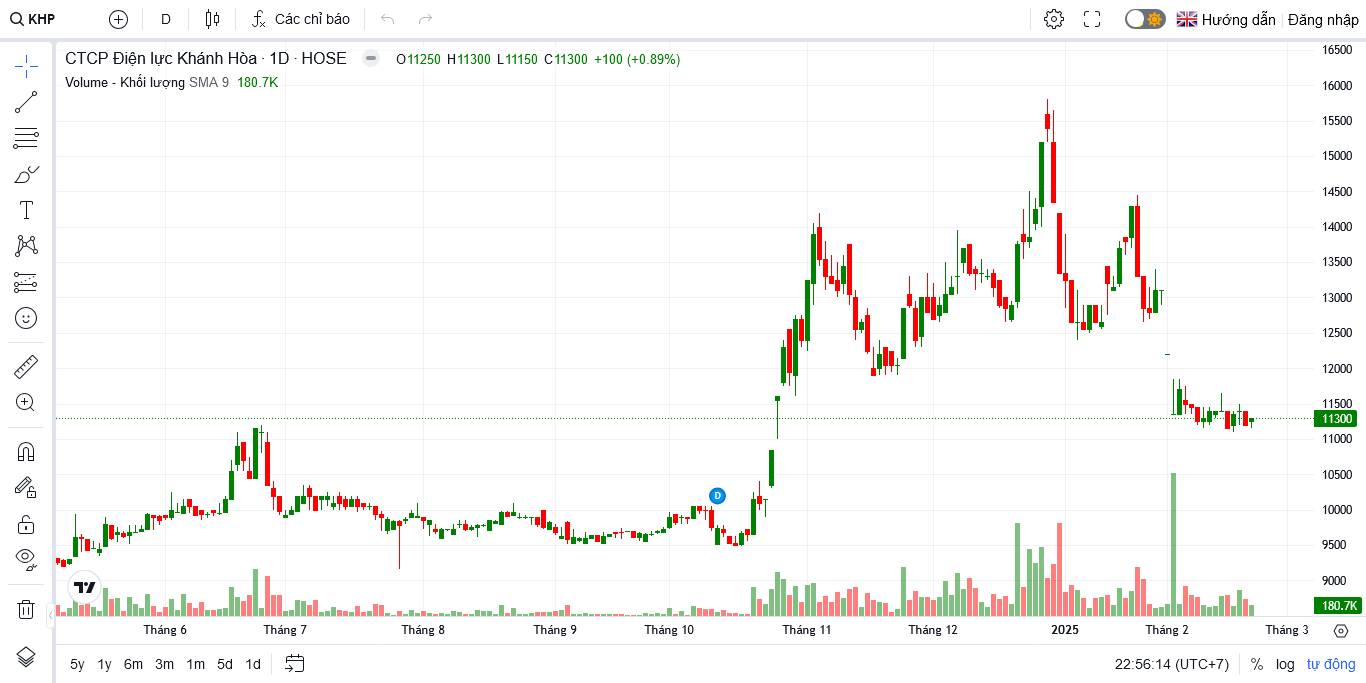 KHP D Các chỉ báo Hướng dẫn Đăng nhập
CTCP Điện lực Khánh Hòa · 1D · HOSE O11250 H11300 L11150 C11300 +100 (+0.89%)
Volume - Khối lượng SMA 9 180.7K
16500
16000
15500
15000
14500
14000
13500
13000
12500
12000
11500
11300
11000
10500
10000
9500
9000
180.7K
D
Tháng 6 Tháng 7 Tháng 8 Tháng 9 Tháng 10 Tháng 11 Tháng 12 2025 Tháng 2 Tháng 3
5y 1y 6m 3m 1m 5d 1d 22:56:14 (UTC+7) % log tự động